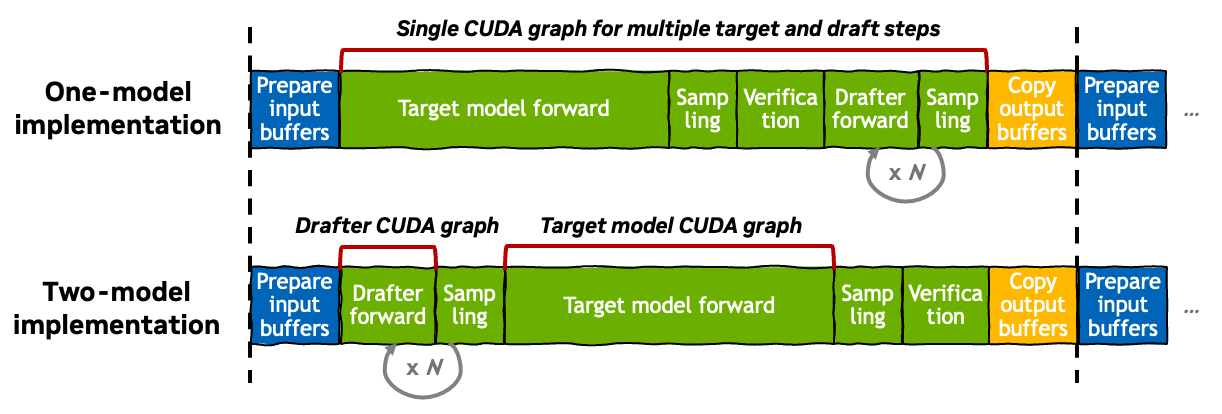 Single CUDA graph for multiple target and draft steps
One-model
implementation
Prepare
input
buffers
Target model forward
Samp
ling
Verifica
tion
Drafter
forward
Samp
ling
Copy
output
buffers
Prepare
input
buffers
...
x N
Drafter CUDA graph
Target model CUDA graph
Two-model
implementation
Prepare
input
buffers
Drafter
forward
Samp
ling
Target model forward
Samp
ling
Verifica
tion
Copy
output
buffers
Prepare
input
buffers
...
x N